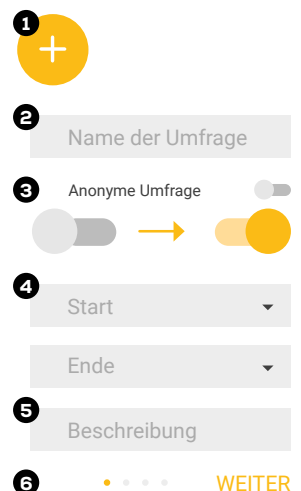 1
+
2
Name der Umfrage
3
Anonyme Umfrage
4
Start
Ende
5
Beschreibung
6 WEITER